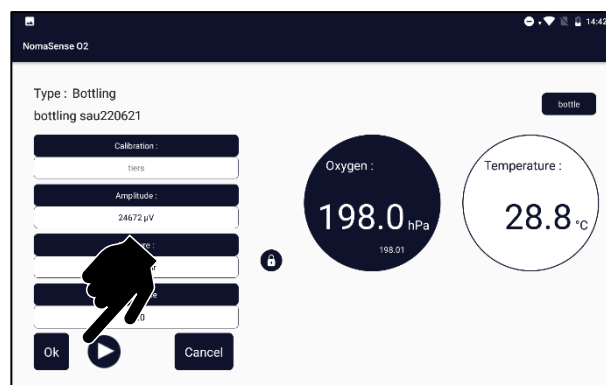 14:42
NomaSense O2
Type : Bottling
bottling sau220621
bottle
Calibration :
tiers
Amplitude :
24672 µV
Oxygen :
198.0 hPa
198.01
Temperature :
28.8 °C
Ok
Cancel